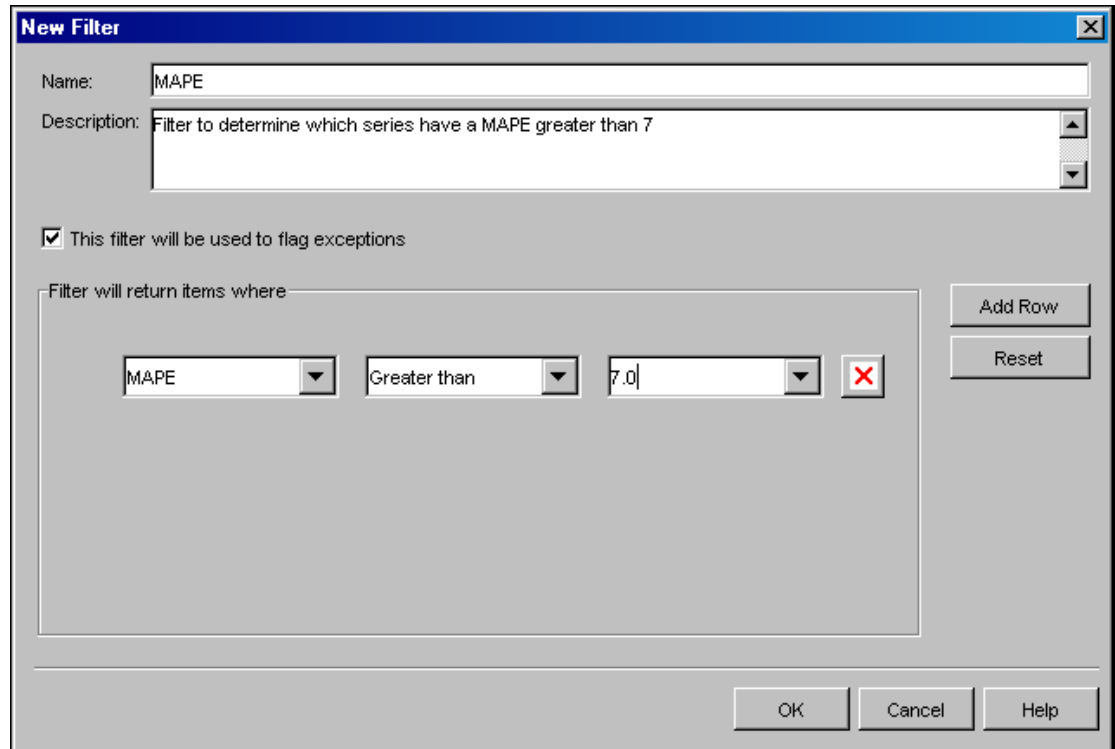 New Filter
Name: MAPE
Description: Filter to determine which series have a MAPE greater than 7
This filter will be used to flag exceptions
Filter will return items where
Add Row
Reset
MAPE Greater than 7.0
OK Cancel Help